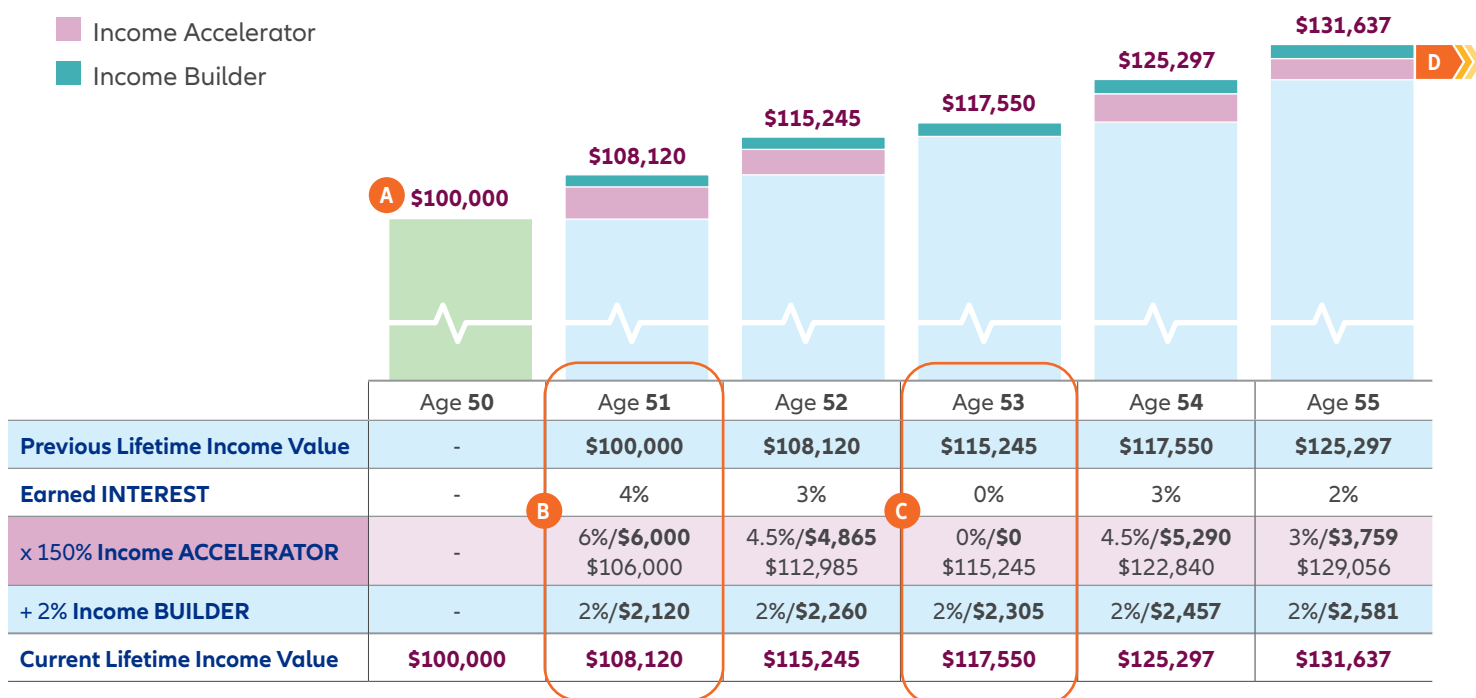 Income Accelerator
Income Builder
A $100,000
$108,120
$115,245
$117,550
$125,297
$131,637
D
Age 50 Age 51 Age 52 Age 53 Age 54 Age 55
Previous Lifetime Income Value - $100,000 $108,120 $115,245 $117,550 $125,297
Earned INTEREST - 4% 3% 0% 3% 2%
B C
x 150% Income ACCELERATOR - 6%/$6,000 4.5%/$4,865 0%/$0 4.5%/$5,290 3%/$3,759
$106,000 $112,985 $115,245 $122,840 $129,056
+ 2% Income BUILDER - 2%/$2,120 2%/$2,260 2%/$2,305 2%/$2,457 2%/$2,581
Current Lifetime Income Value $100,000 $108,120 $115,245 $117,550 $125,297 $131,637